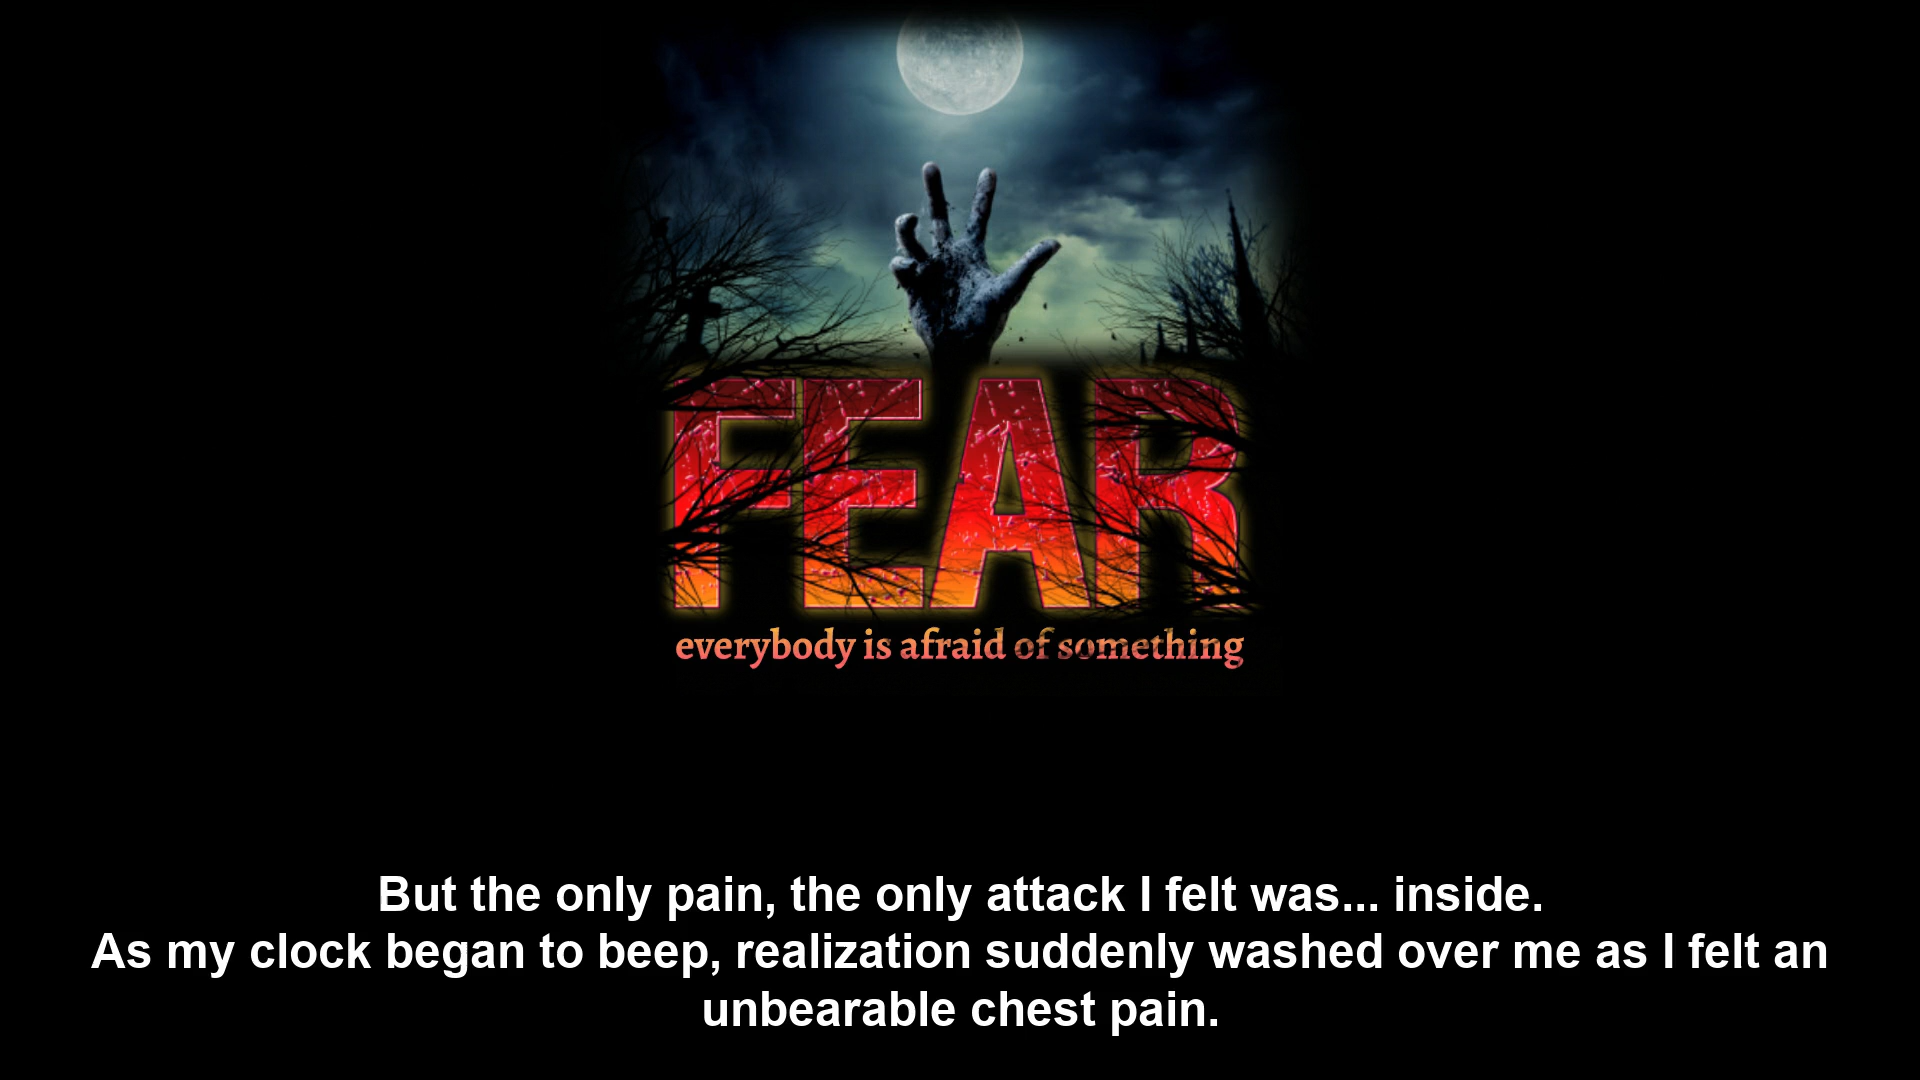 FEAR
everybody is afraid of something
But the only pain, the only attack I felt was... inside.
As my clock began to beep, realization suddenly washed over me as I felt an
unbearable chest pain.